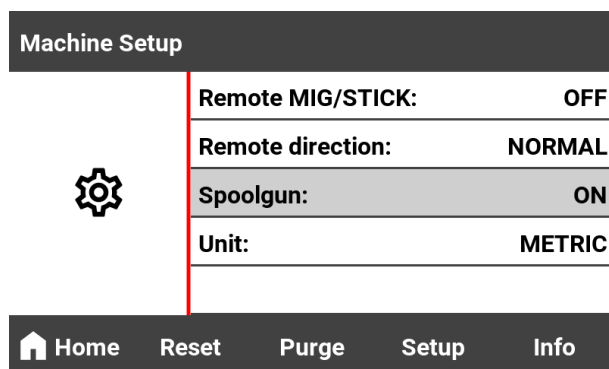 Machine Setup
Remote MIG/STICK: OFF
Remote direction: NORMAL
Spoolgun: ON
Unit: METRIC
Home Reset Purge Setup Info